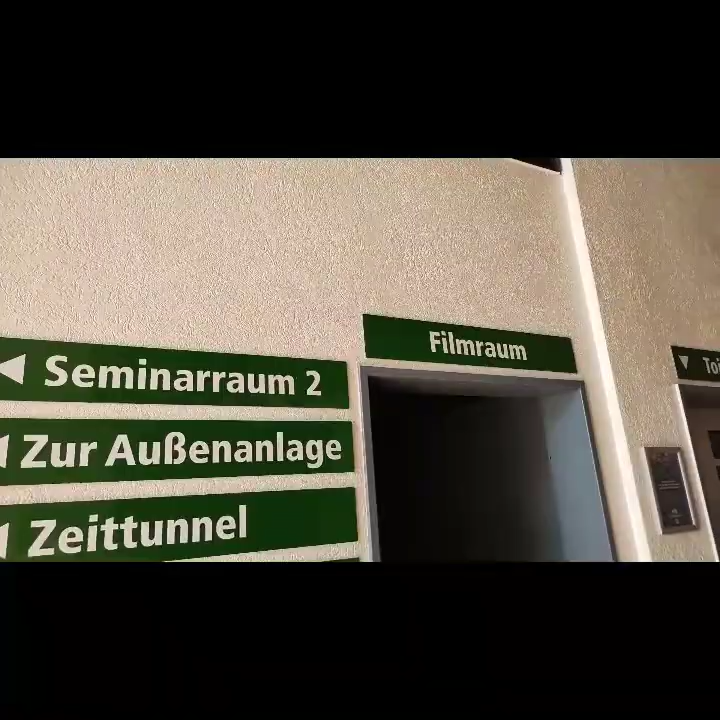 Seminarraum 2
Zur Außenanlage
Zeittunnel
Filmraum